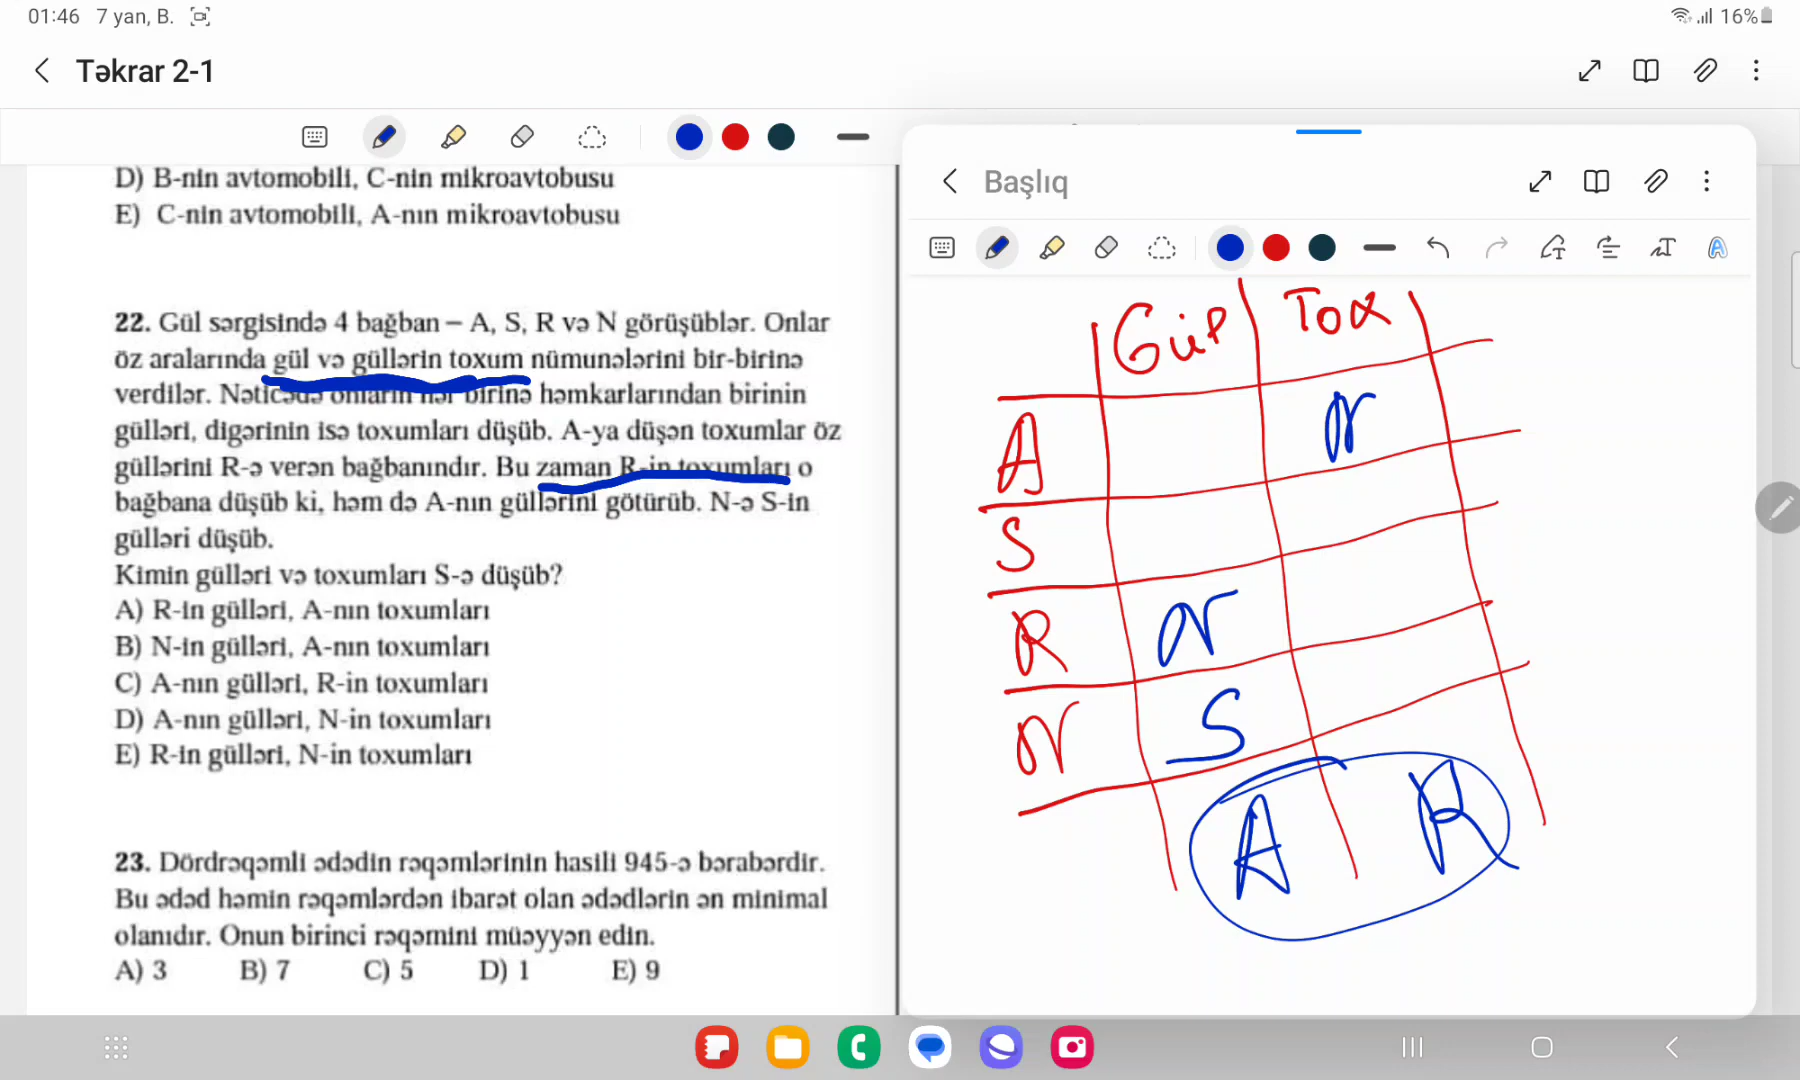 01:46 7 yan, B. 16%
Təkrar 2-1
D) B-nin avtomobili, C-nin mikroavtobusu
E) C-nin avtomobili, A-nın mikroavtobusu
22. Gül sərgisində 4 bağban – A, S, R və N görüşüblər. Onlar
öz aralarında gül və güllərin toxum nümunələrini bir-birinə
verdilər. Nəticədə onların hər birinə həmkarlarından birinin
gülləri, digərinin isə toxumları düşüb. A-ya düşən toxumlar öz
güllərini R-ə verən bağbanındır. Bu zaman R-in toxumları o
bağbana düşüb ki, həm də A-nın güllərini götürüb. N-ə S-in
gülləri düşüb.
Kimin gülləri və toxumları S-ə düşüb?
A) R-in gülləri, A-nın toxumları
B) N-in gülləri, A-nın toxumları
C) A-nın gülləri, R-in toxumları
D) A-nın gülləri, N-in toxumları
E) R-in gülləri, N-in toxumları
23. Dördrəqəmli ədədin rəqəmlərinin hasili 945-ə bərabərdir.
Bu ədəd həmin rəqəmlərdən ibarət olan ədədlərin ən minimal
olanıdır. Onun birinci rəqəmini müəyyən edin.
A) 3 B) 7 C) 5 D) 1 E) 9
Başlıq
Gül Tox
A N
S
R N
N S
A R